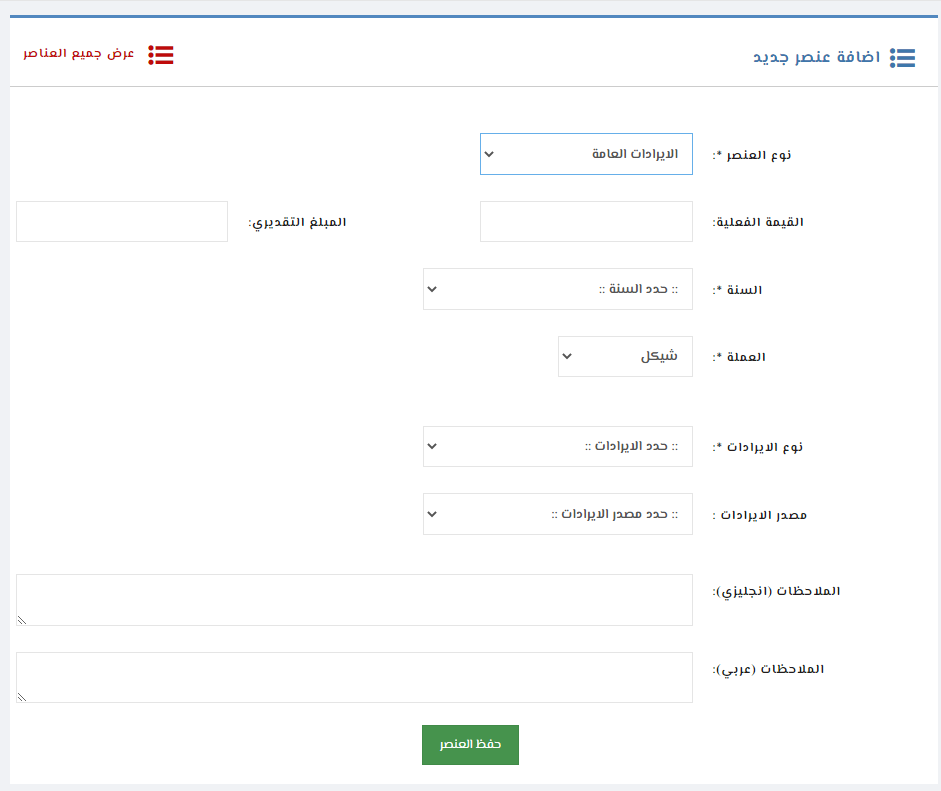 اضافة عنصر جديد
عرض جميع العناصر
نوع العنصر *:
الايرادات العامة
القيمة الفعلية:
المبلغ التقديري:
السنة *:
:: حدد السنة ::
العملة *:
شيكل
نوع الايرادات *:
:: حدد الايرادات ::
مصدر الايرادات :
:: حدد مصدر الايرادات ::
الملاحظات (انجليزي):
الملاحظات (عربي):
حفظ العنصر